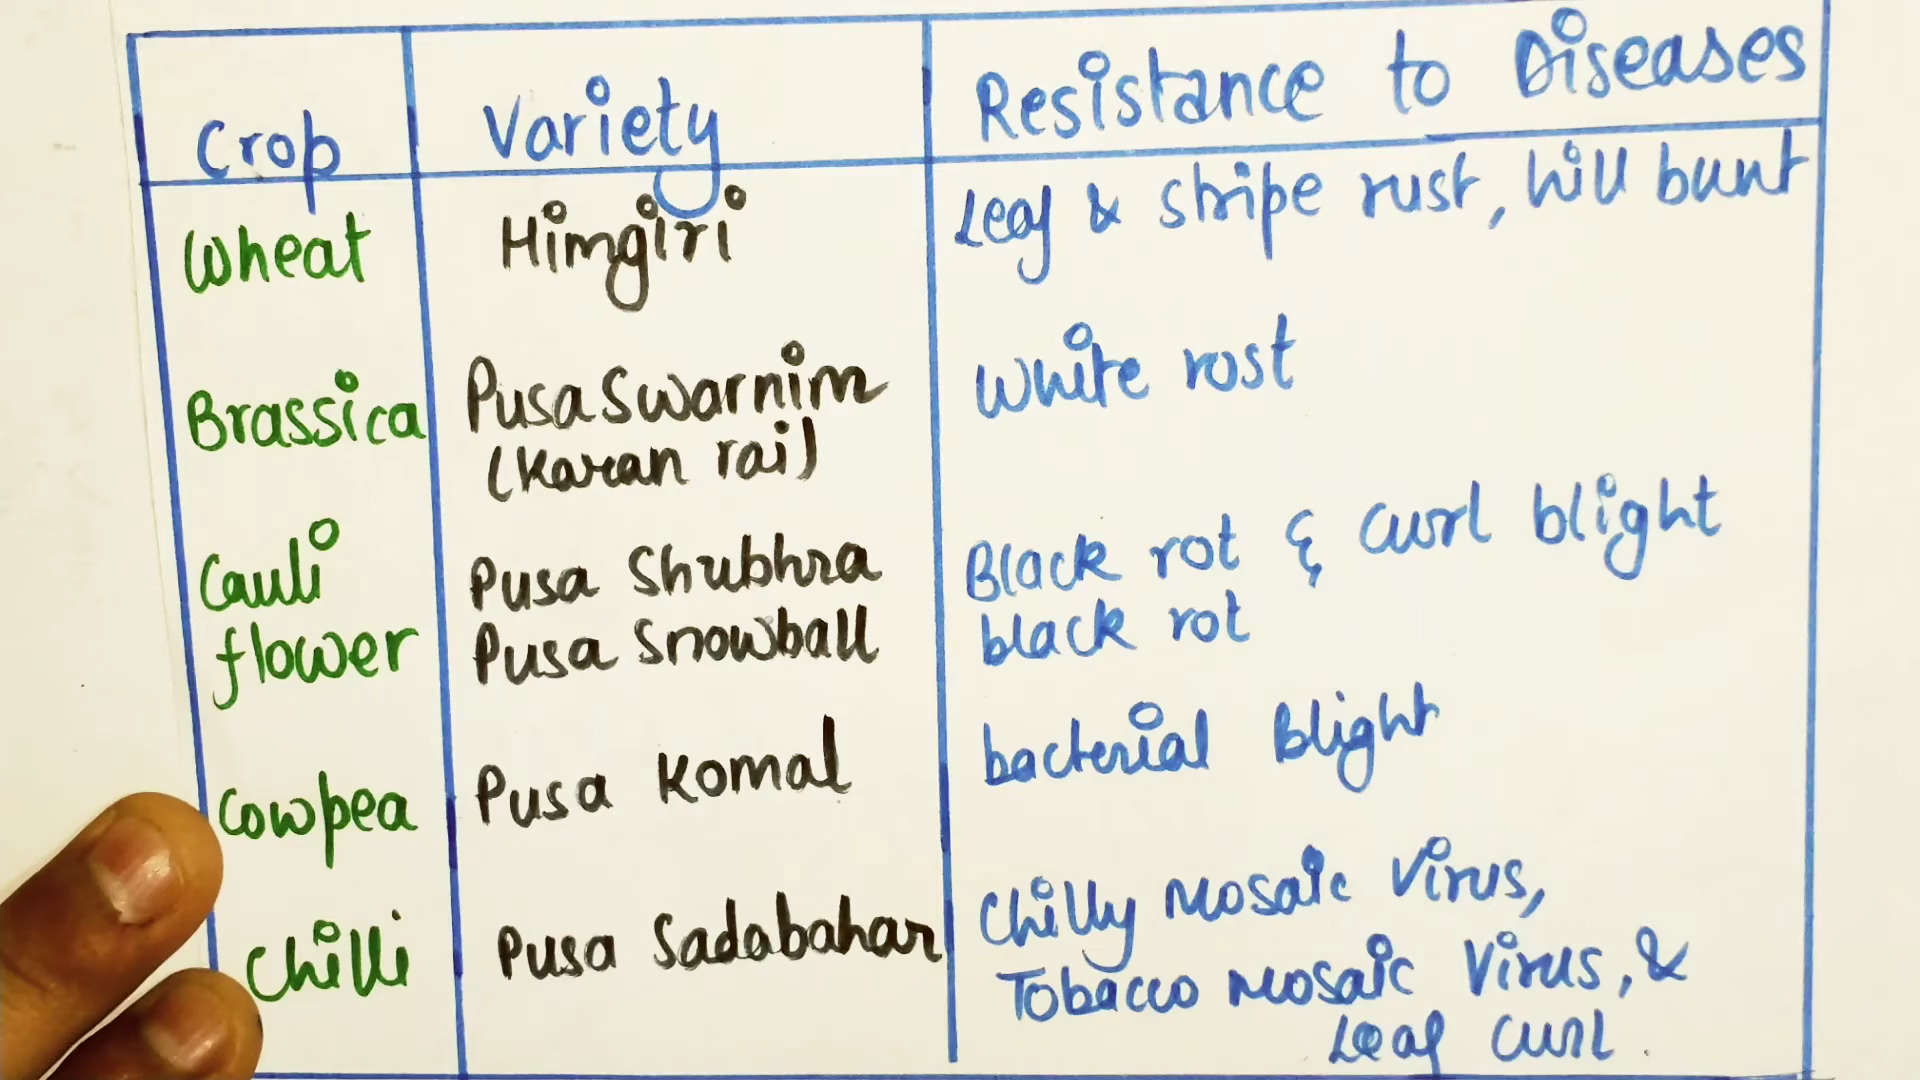 Crop Variety Resistance to Diseases
Wheat Himgiri Leaf & stripe rust, hill bunt
Brassica Pusa Swarnim White rost
(Karan rai)
Cauli Pusa Shubhra Black rot & Curl blight
flower Pusa Snowball black rot
Cowpea Pusa Komal bacterial Blight
Chilli Pusa Sadabahar Chilly Mosaic Virus,
Tobacco Mosaic Virus, &
Leaf Curl.